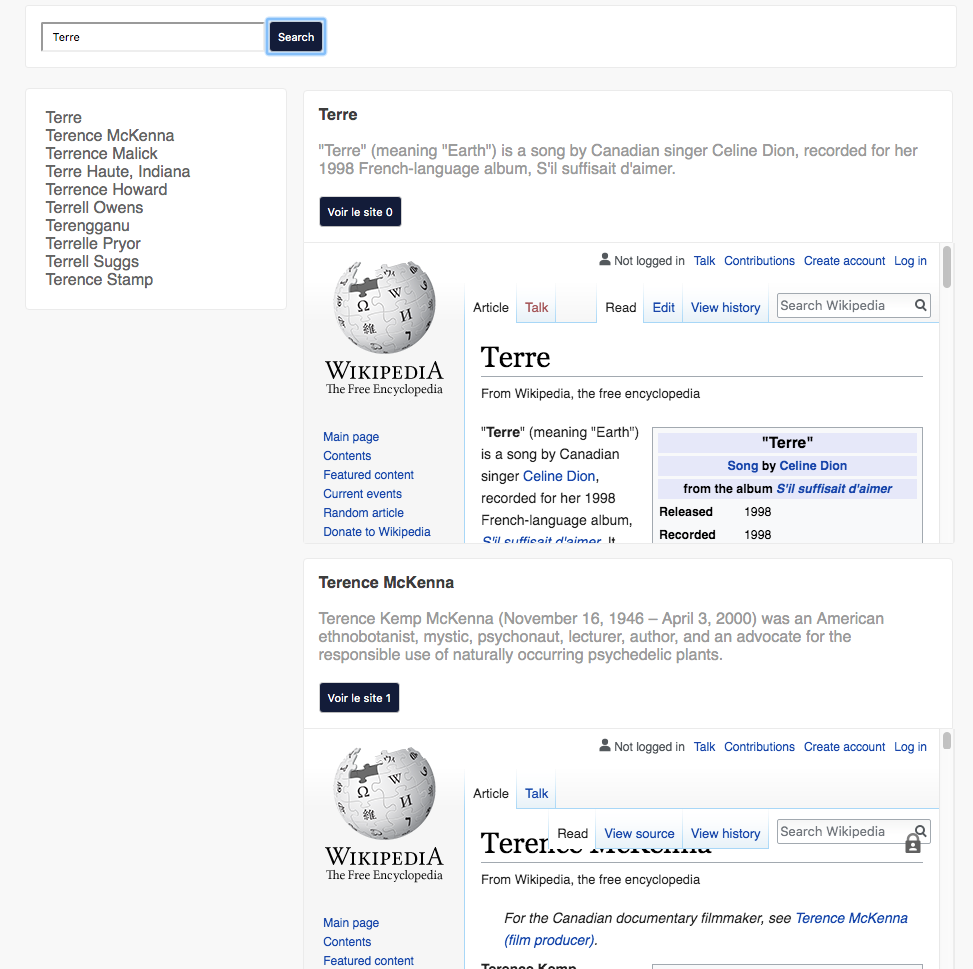 Terre
Search
Terre
Terence McKenna
Terrence Malick
Terre Haute, Indiana
Terrence Howard
Terrell Owens
Terengganu
Terrelle Pryor
Terrell Suggs
Terence Stamp
Terre
"Terre" (meaning "Earth") is a song by Canadian singer Celine Dion, recorded for her
1998 French-language album, S'il suffisait d'aimer.
Voir le site 0
Not logged in Talk Contributions Create account Log in
Article Talk Read Edit View history Search Wikipedia
WIKIPEDIA
The Free Encyclopedia
Main page
Contents
Featured content
Current events
Random article
Donate to Wikipedia
Terre
From Wikipedia, the free encyclopedia
"Terre" (meaning "Earth")
is a song by Canadian
singer Celine Dion,
recorded for her 1998
French-language album,
S'il suffisait d'aimer. It
"Terre"
Song by Celine Dion
from the album S'il suffisait d'aimer
Released 1998
Recorded 1998
Terence McKenna
Terence Kemp McKenna (November 16, 1946 – April 3, 2000) was an American
ethnobotanist, mystic, psychonaut, lecturer, author, and an advocate for the
responsible use of naturally occurring psychedelic plants.
Voir le site 1
Not logged in Talk Contributions Create account Log in
Article Talk
Read View source View history Search Wikipedia
WIKIPEDIA
The Free Encyclopedia
Main page
Contents
Featured content
Terence McKenna
From Wikipedia, the free encyclopedia
For the Canadian documentary filmmaker, see Terence McKenna
(film producer).
Terence Kemp